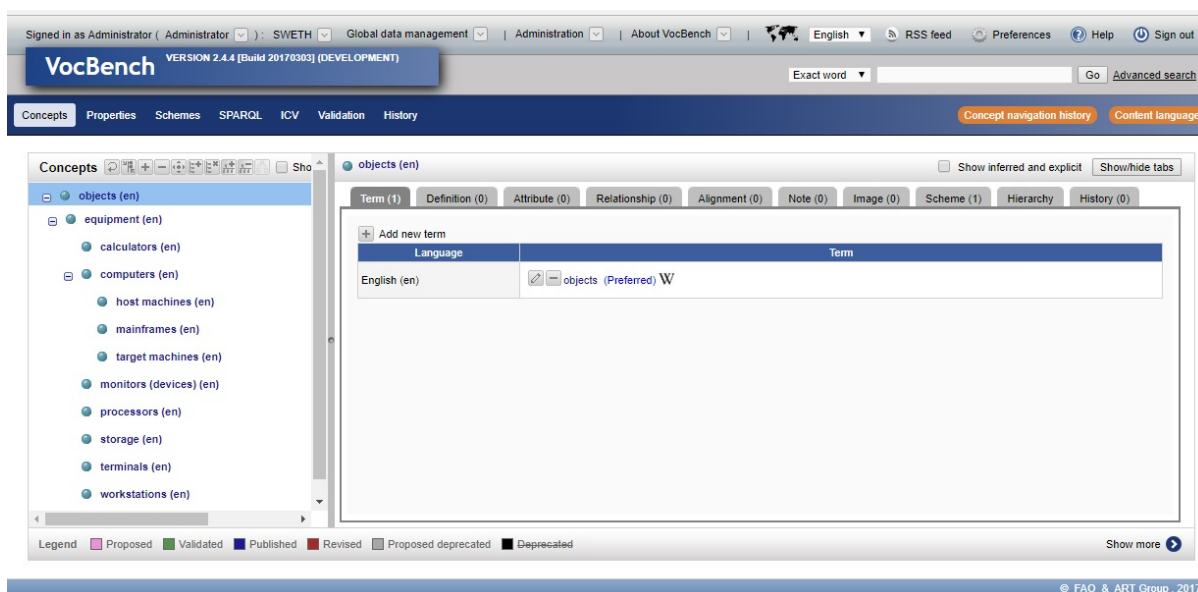 Signed in as Administrator ( Administrator ) : SWETH Global data management | Administration | About VocBench | English ▼ RSS feed Preferences Help Sign out
VocBench VERSION 2.4.4 [Build 20170303] (DEVELOPMENT)
Exact word ▼ Go Advanced search
Concepts Properties Schemes SPARQL ICV Validation History Concept navigation history Content language
Concepts Sho
objects (en) Show inferred and explicit Show/hide tabs
objects (en)
equipment (en)
calculators (en)
computers (en)
host machines (en)
mainframes (en)
target machines (en)
monitors (devices) (en)
processors (en)
storage (en)
terminals (en)
workstations (en)
Term (1) Definition (0) Attribute (0) Relationship (0) Alignment (0) Note (0) Image (0) Scheme (1) Hierarchy History (0)
+ Add new term
Language Term
English (en) objects (Preferred) W
Legend Proposed Validated Published Revised Proposed deprecated Deprecated Show more
© FAO & ART Group , 2017